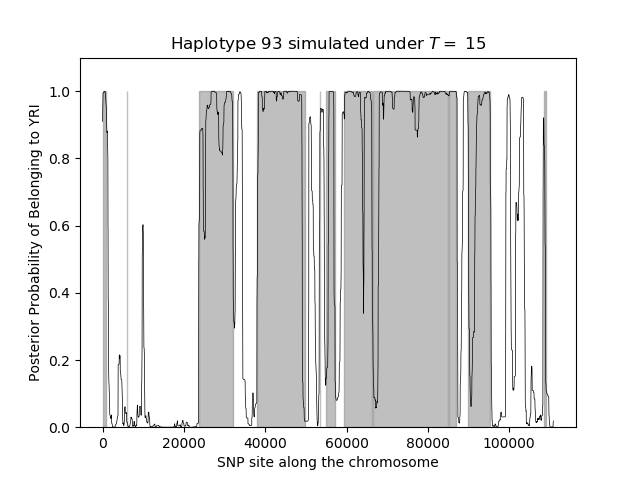 Haplotype 93 simulated under T = 15
Posterior Probability of Belonging to YRI
1.0
0.8
0.6
0.4
0.2
0.0
0 20000 40000 60000 80000 100000
SNP site along the chromosome